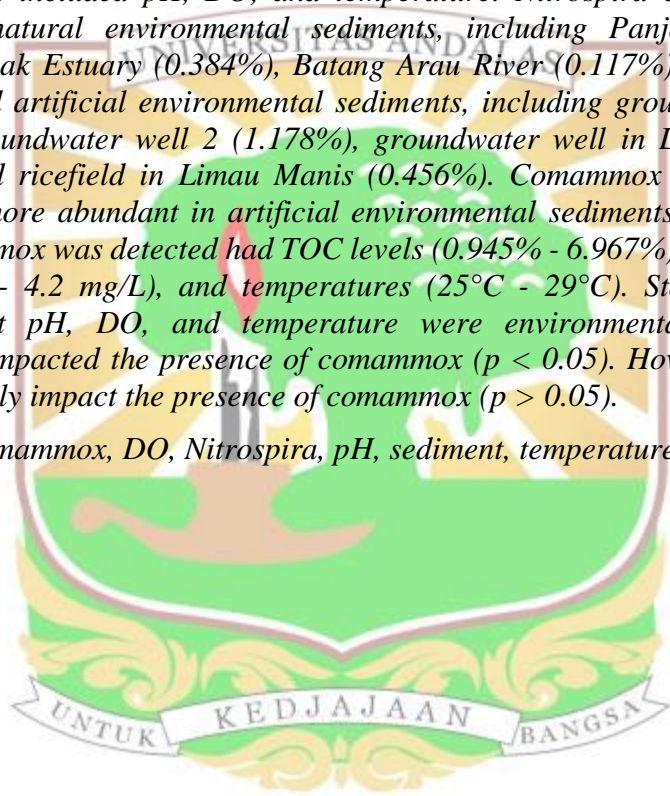 included pH, DO, and temperature. Nitrospira
natural environmental sediments, including Panj
ak Estuary (0.384%), Batang Arau River (0.117%)
l artificial environmental sediments, including grou
undwater well 2 (1.178%), groundwater well in L
l ricefield in Limau Manis (0.456%). Comammox
nore abundant in artificial environmental sediments
mox was detected had TOC levels (0.945% - 6.967%)
- 4.2 mg/L), and temperatures (25°C - 29°C). St
t pH, DO, and temperature were environmenta
mpacted the presence of comammox (p < 0.05). How
ly impact the presence of comammox (p > 0.05).
mammox, DO, Nitrospira, pH, sediment, temperature
UNIVERSITAS ANDALAS
UNTUK KEDJAJAAN BANGSA